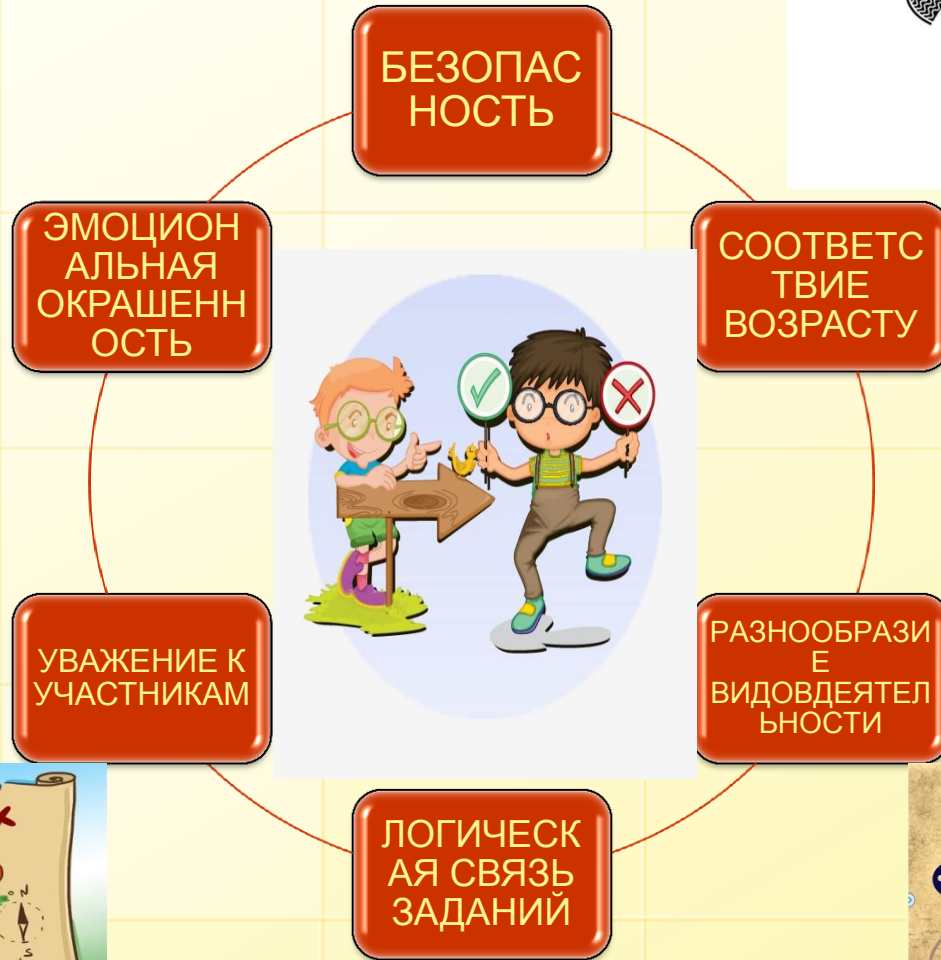 БЕЗОПАС
НОСТЬ
СООТВЕТС
ТВИЕ
ВОЗРАСТУ
РАЗНООБРАЗИ
Е
ВИДОВДЕЯТЕЛ
ЬНОСТИ
ЛОГИЧЕСК
АЯ СВЯЗЬ
ЗАДАНИЙ
УВАЖЕНИЕ К
УЧАСТНИКАМ
ЭМОЦИОН
АЛЬНАЯ
ОКРАШЕНН
ОСТЬ
N
S